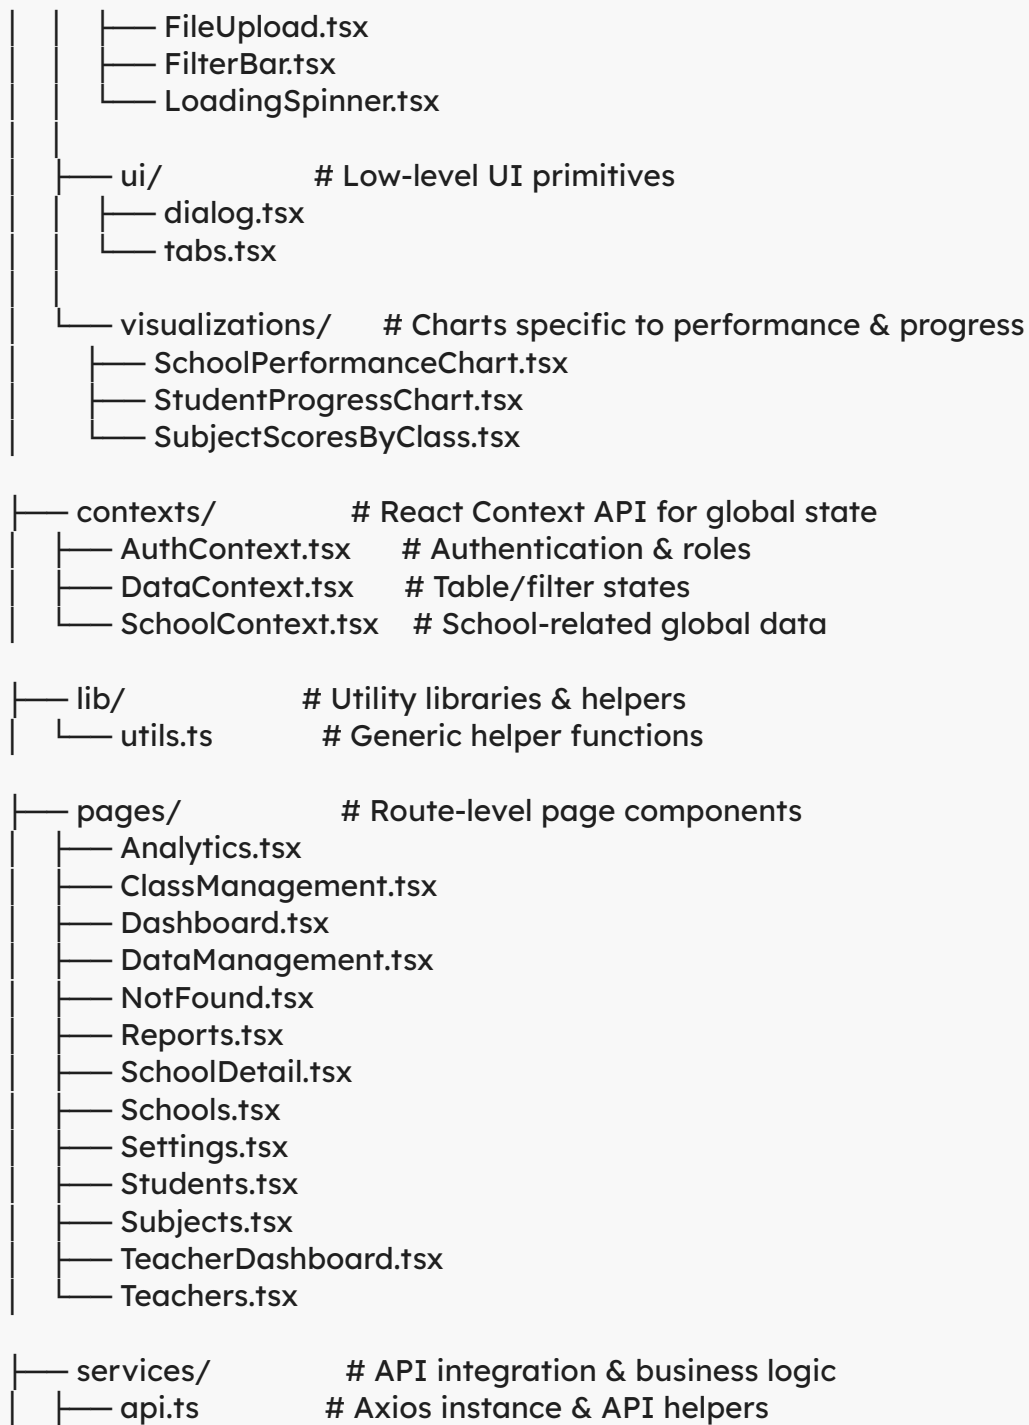 │   │   ├── FileUpload.tsx
│   │   ├── FilterBar.tsx
│   │   └── LoadingSpinner.tsx
│   │
│   ├── ui/                # Low-level UI primitives
│   │   ├── dialog.tsx
│   │   └── tabs.tsx
│   │
│   └── visualizations/      # Charts specific to performance & progress
│       ├── SchoolPerformanceChart.tsx
│       ├── StudentProgressChart.tsx
│       └── SubjectScoresByClass.tsx

├── contexts/                # React Context API for global state
│   ├── AuthContext.tsx      # Authentication & roles
│   ├── DataContext.tsx      # Table/filter states
│   └── SchoolContext.tsx    # School-related global data

├── lib/                     # Utility libraries & helpers
│   └── utils.ts             # Generic helper functions

├── pages/                   # Route-level page components
│   ├── Analytics.tsx
│   ├── ClassManagement.tsx
│   ├── Dashboard.tsx
│   ├── DataManagement.tsx
│   ├── NotFound.tsx
│   ├── Reports.tsx
│   ├── SchoolDetail.tsx
│   ├── Schools.tsx
│   ├── Settings.tsx
│   ├── Students.tsx
│   ├── Subjects.tsx
│   ├── TeacherDashboard.tsx
│   └── Teachers.tsx

├── services/                # API integration & business logic
│   ├── api.ts               # Axios instance & API helpers